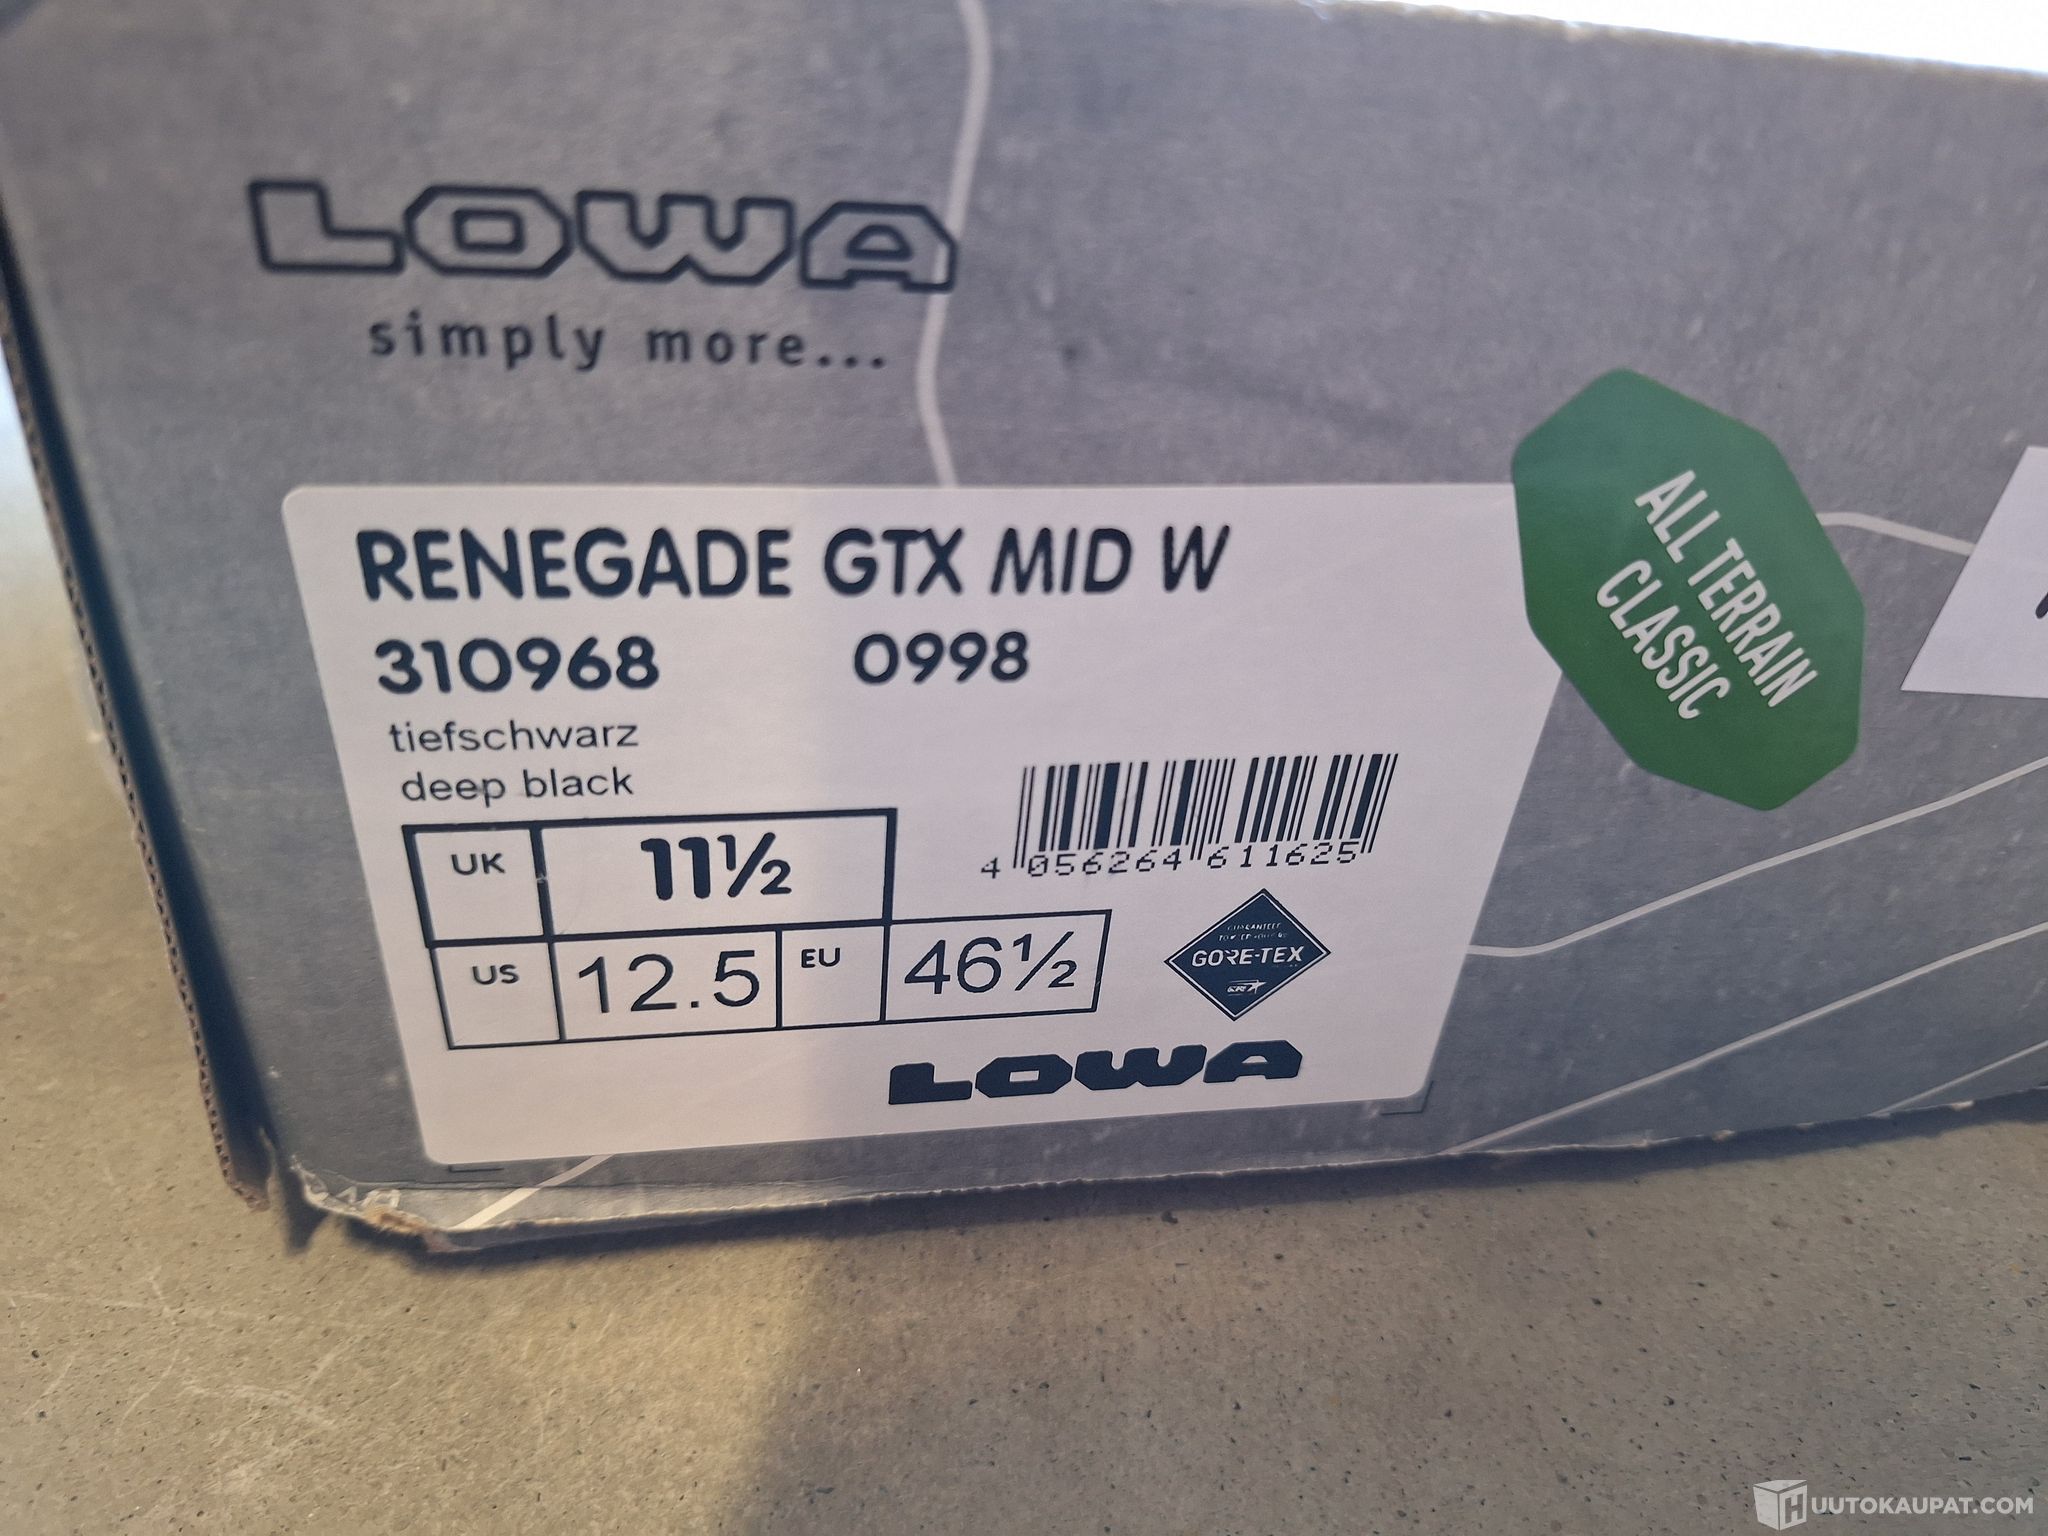 LOWA
simply more...
RENEGADE GTX MID W
310968 0998
tiefschwarz
deep black
UK 11½
4 056264 611625
US 12.5 EU 46½
GORE-TEX
LOWA
ALL TERRAIN
CLASSIC
HUUTOKAUPAT.COM